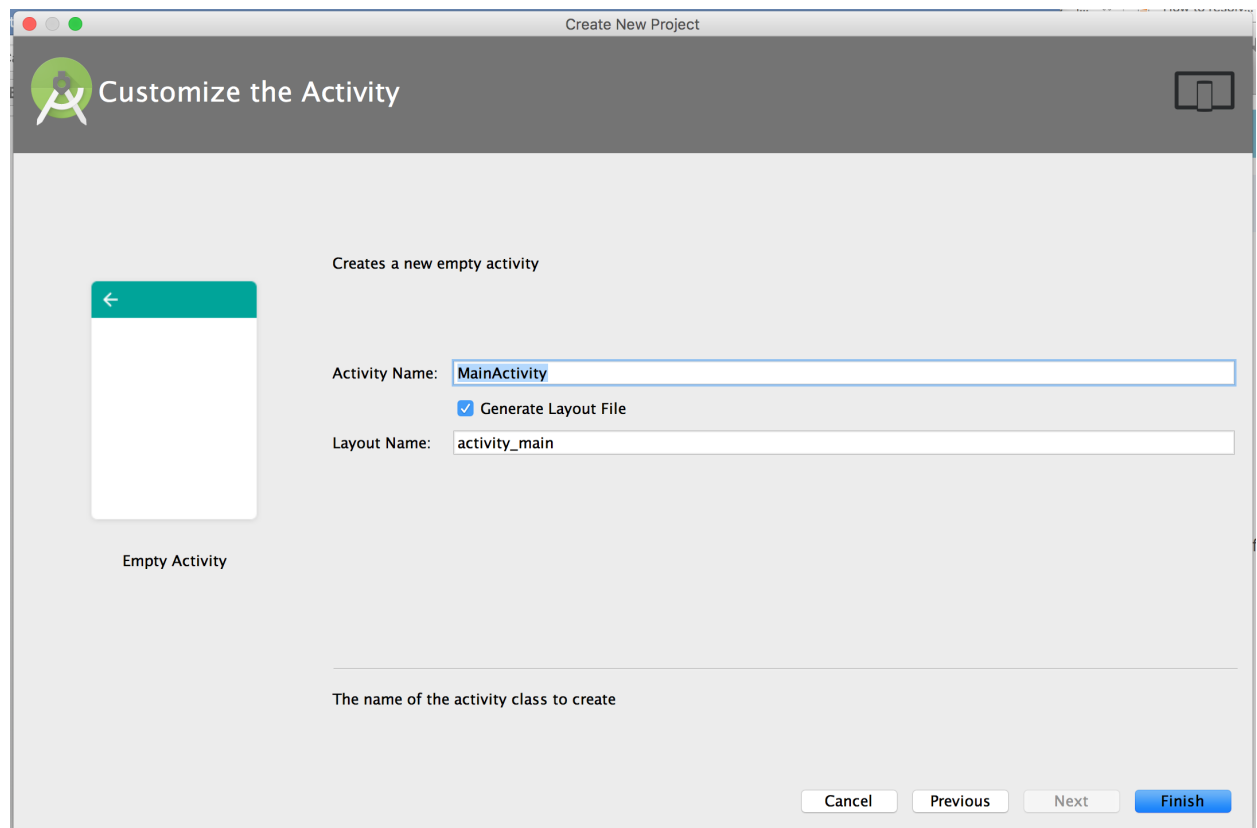 Create New Project
Customize the Activity
Creates a new empty activity
Activity Name: MainActivity
Generate Layout File
Layout Name: activity_main
Empty Activity
The name of the activity class to create
Cancel Previous Next Finish